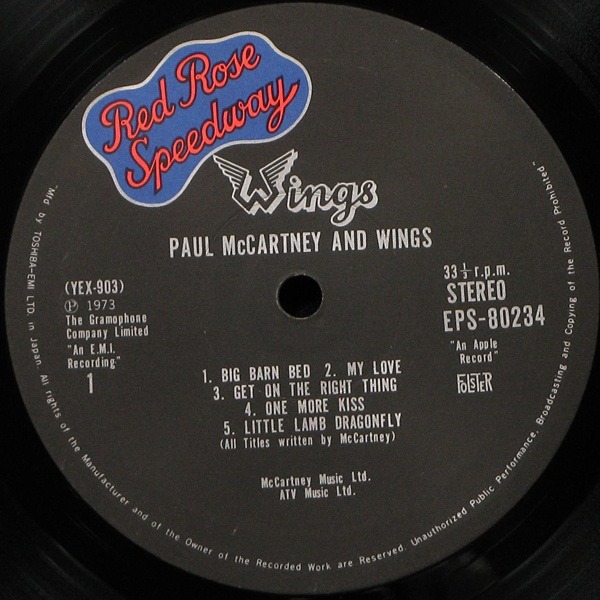 Red Rose
Speedway
Wings
PAUL McCARTNEY AND WINGS
(YEX-903)
Ⓟ 1973
The Gramophone
Company Limited
"An E.M.I.
Recording"
1
33 1/3 r.p.m.
STEREO
EPS-80234
"An Apple
Record"
FOLSTER
1. BIG BARN BED 2. MY LOVE
3. GET ON THE RIGHT THING
4. ONE MORE KISS
5. LITTLE LAMB DRAGONFLY
(All Titles written by McCartney)
McCartney Music Ltd.
ATV Music Ltd.
"Mfd by TOSHIBA-EMI LTD. in Japan. All rights of the Manufacturer and of the Owner of the Recorded Work are Reserved. Unauthorized Public Performance, Broadcasting and Copying of the Record Prohibited"